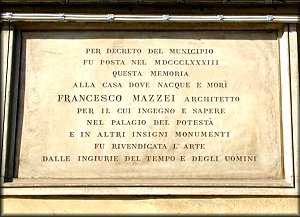 PER DECRETO DEL MUNICIPIO
FU POSTA NEL MDCCCLXXXIII
QUESTA MEMORIA
ALLA CASA DOVE NACQUE E MORÌ
FRANCESCO MAZZEI ARCHITETTO
PER IL CUI INGEGNO E SAPERE
NEL PALAGIO DEL POTESTÀ
E IN ALTRI INSIGNI MONUMENTI
FU RIVENDICATA L'ARTE
DALLE INGIURIE DEL TEMPO E DEGLI UOMINI